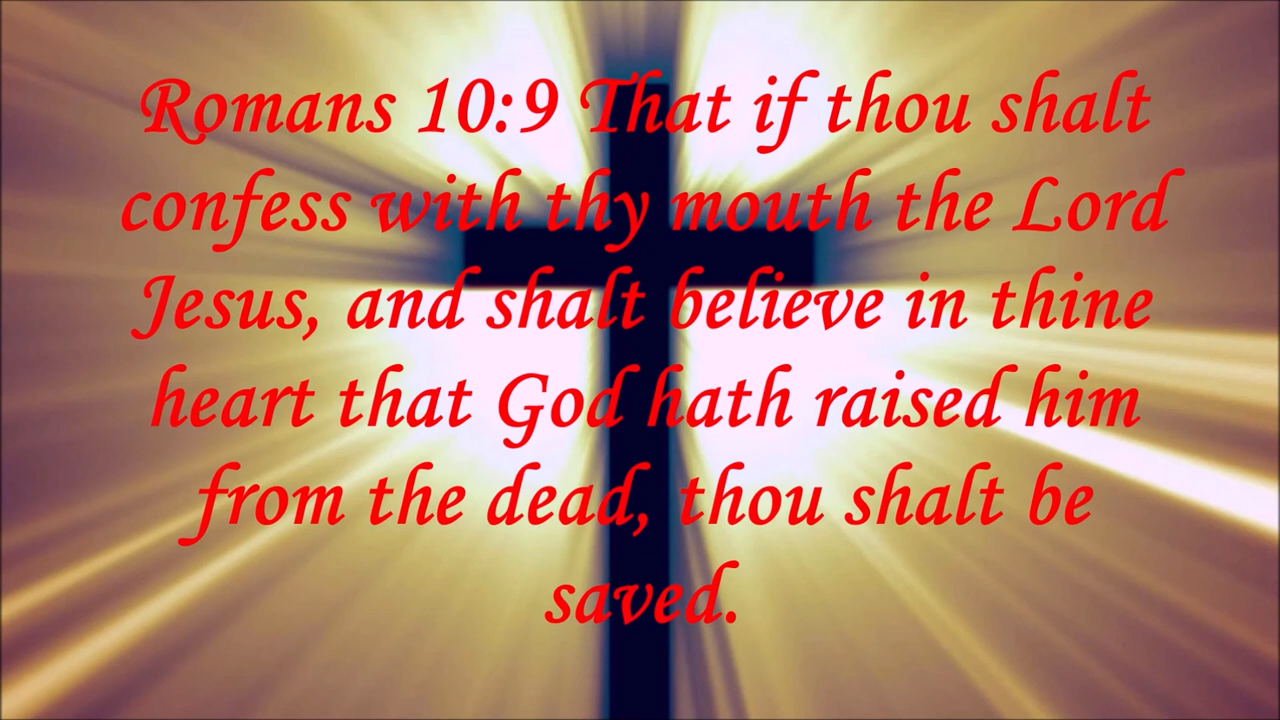 Romans 10:9 That if thou shalt
confess with thy mouth the Lord
Jesus, and shalt believe in thine
heart that God hath raised him
from the dead, thou shalt be
saved.